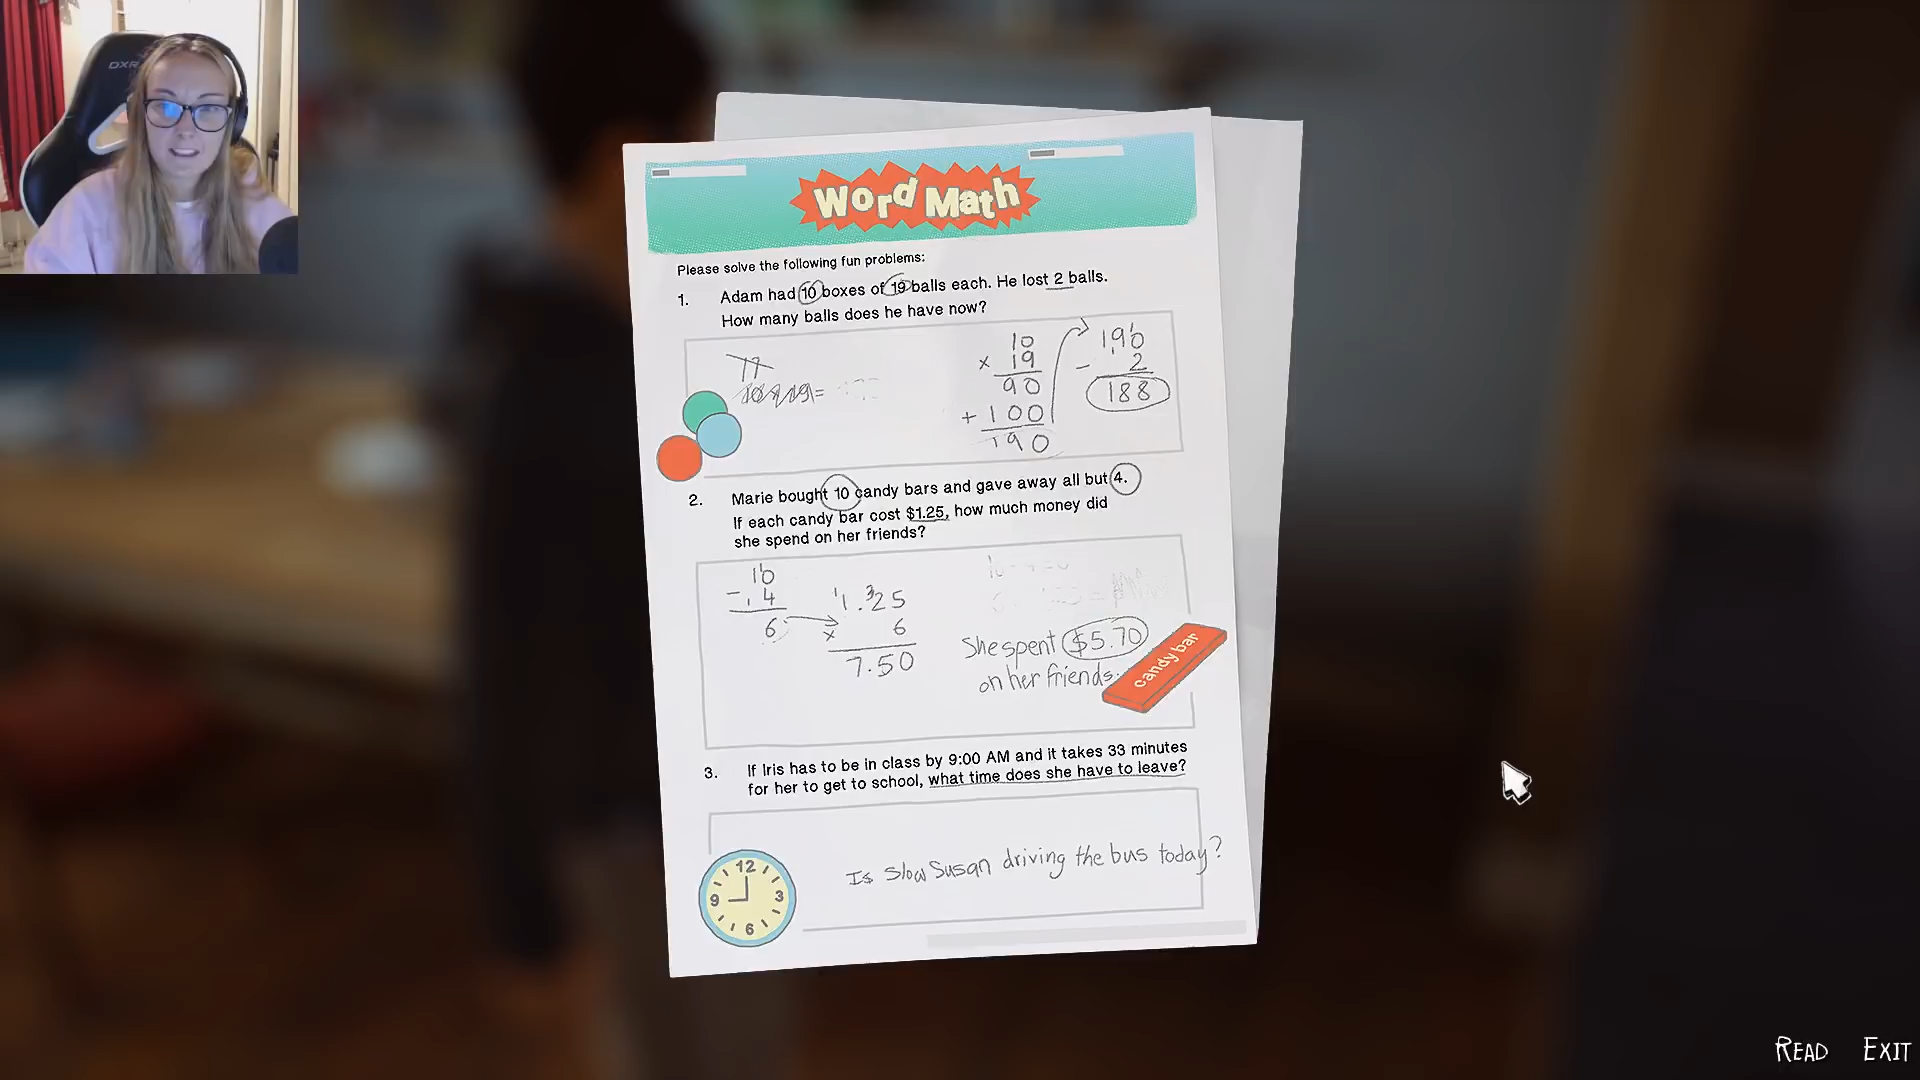 DXR
Word Math
Please solve the following fun problems:
1. Adam had 10 boxes of 19 balls each. He lost 2 balls.
How many balls does he have now?
17
10
x 19
90
+ 100
190
190
- 2
188
2. Marie bought 10 candy bars and gave away all but 4.
If each candy bar cost $1.25, how much money did
she spend on her friends?
10
- 4
6
1.25
x 6
7.50
She spent $5.70
on her friends.
candy bar
3. If Iris has to be in class by 9:00 AM and it takes 33 minutes
for her to get to school, what time does she have to leave?
12
9 3
6
Is Slow Susan driving the bus today?
READ EXIT